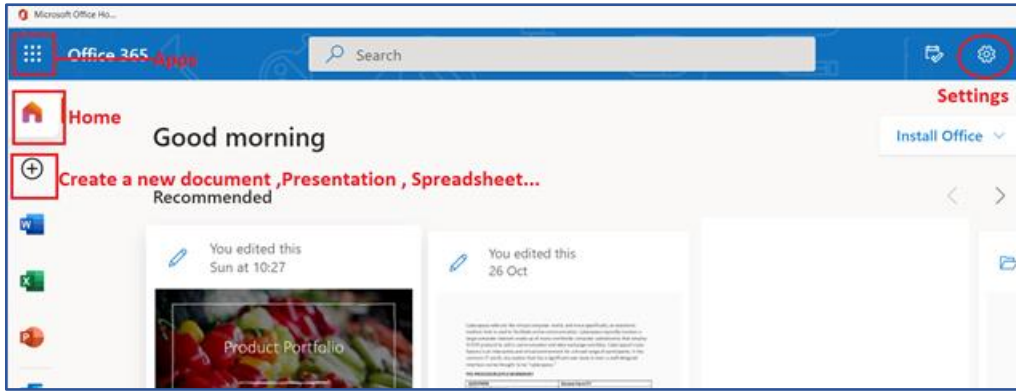 Microsoft Office Ho...
Office 365
Apps
Search
Settings
Home
Good morning
Install Office
Create a new document ,Presentation , Spreadsheet...
Recommended
You edited this
Sun at 10:27
You edited this
26 Oct
Product Portfolio